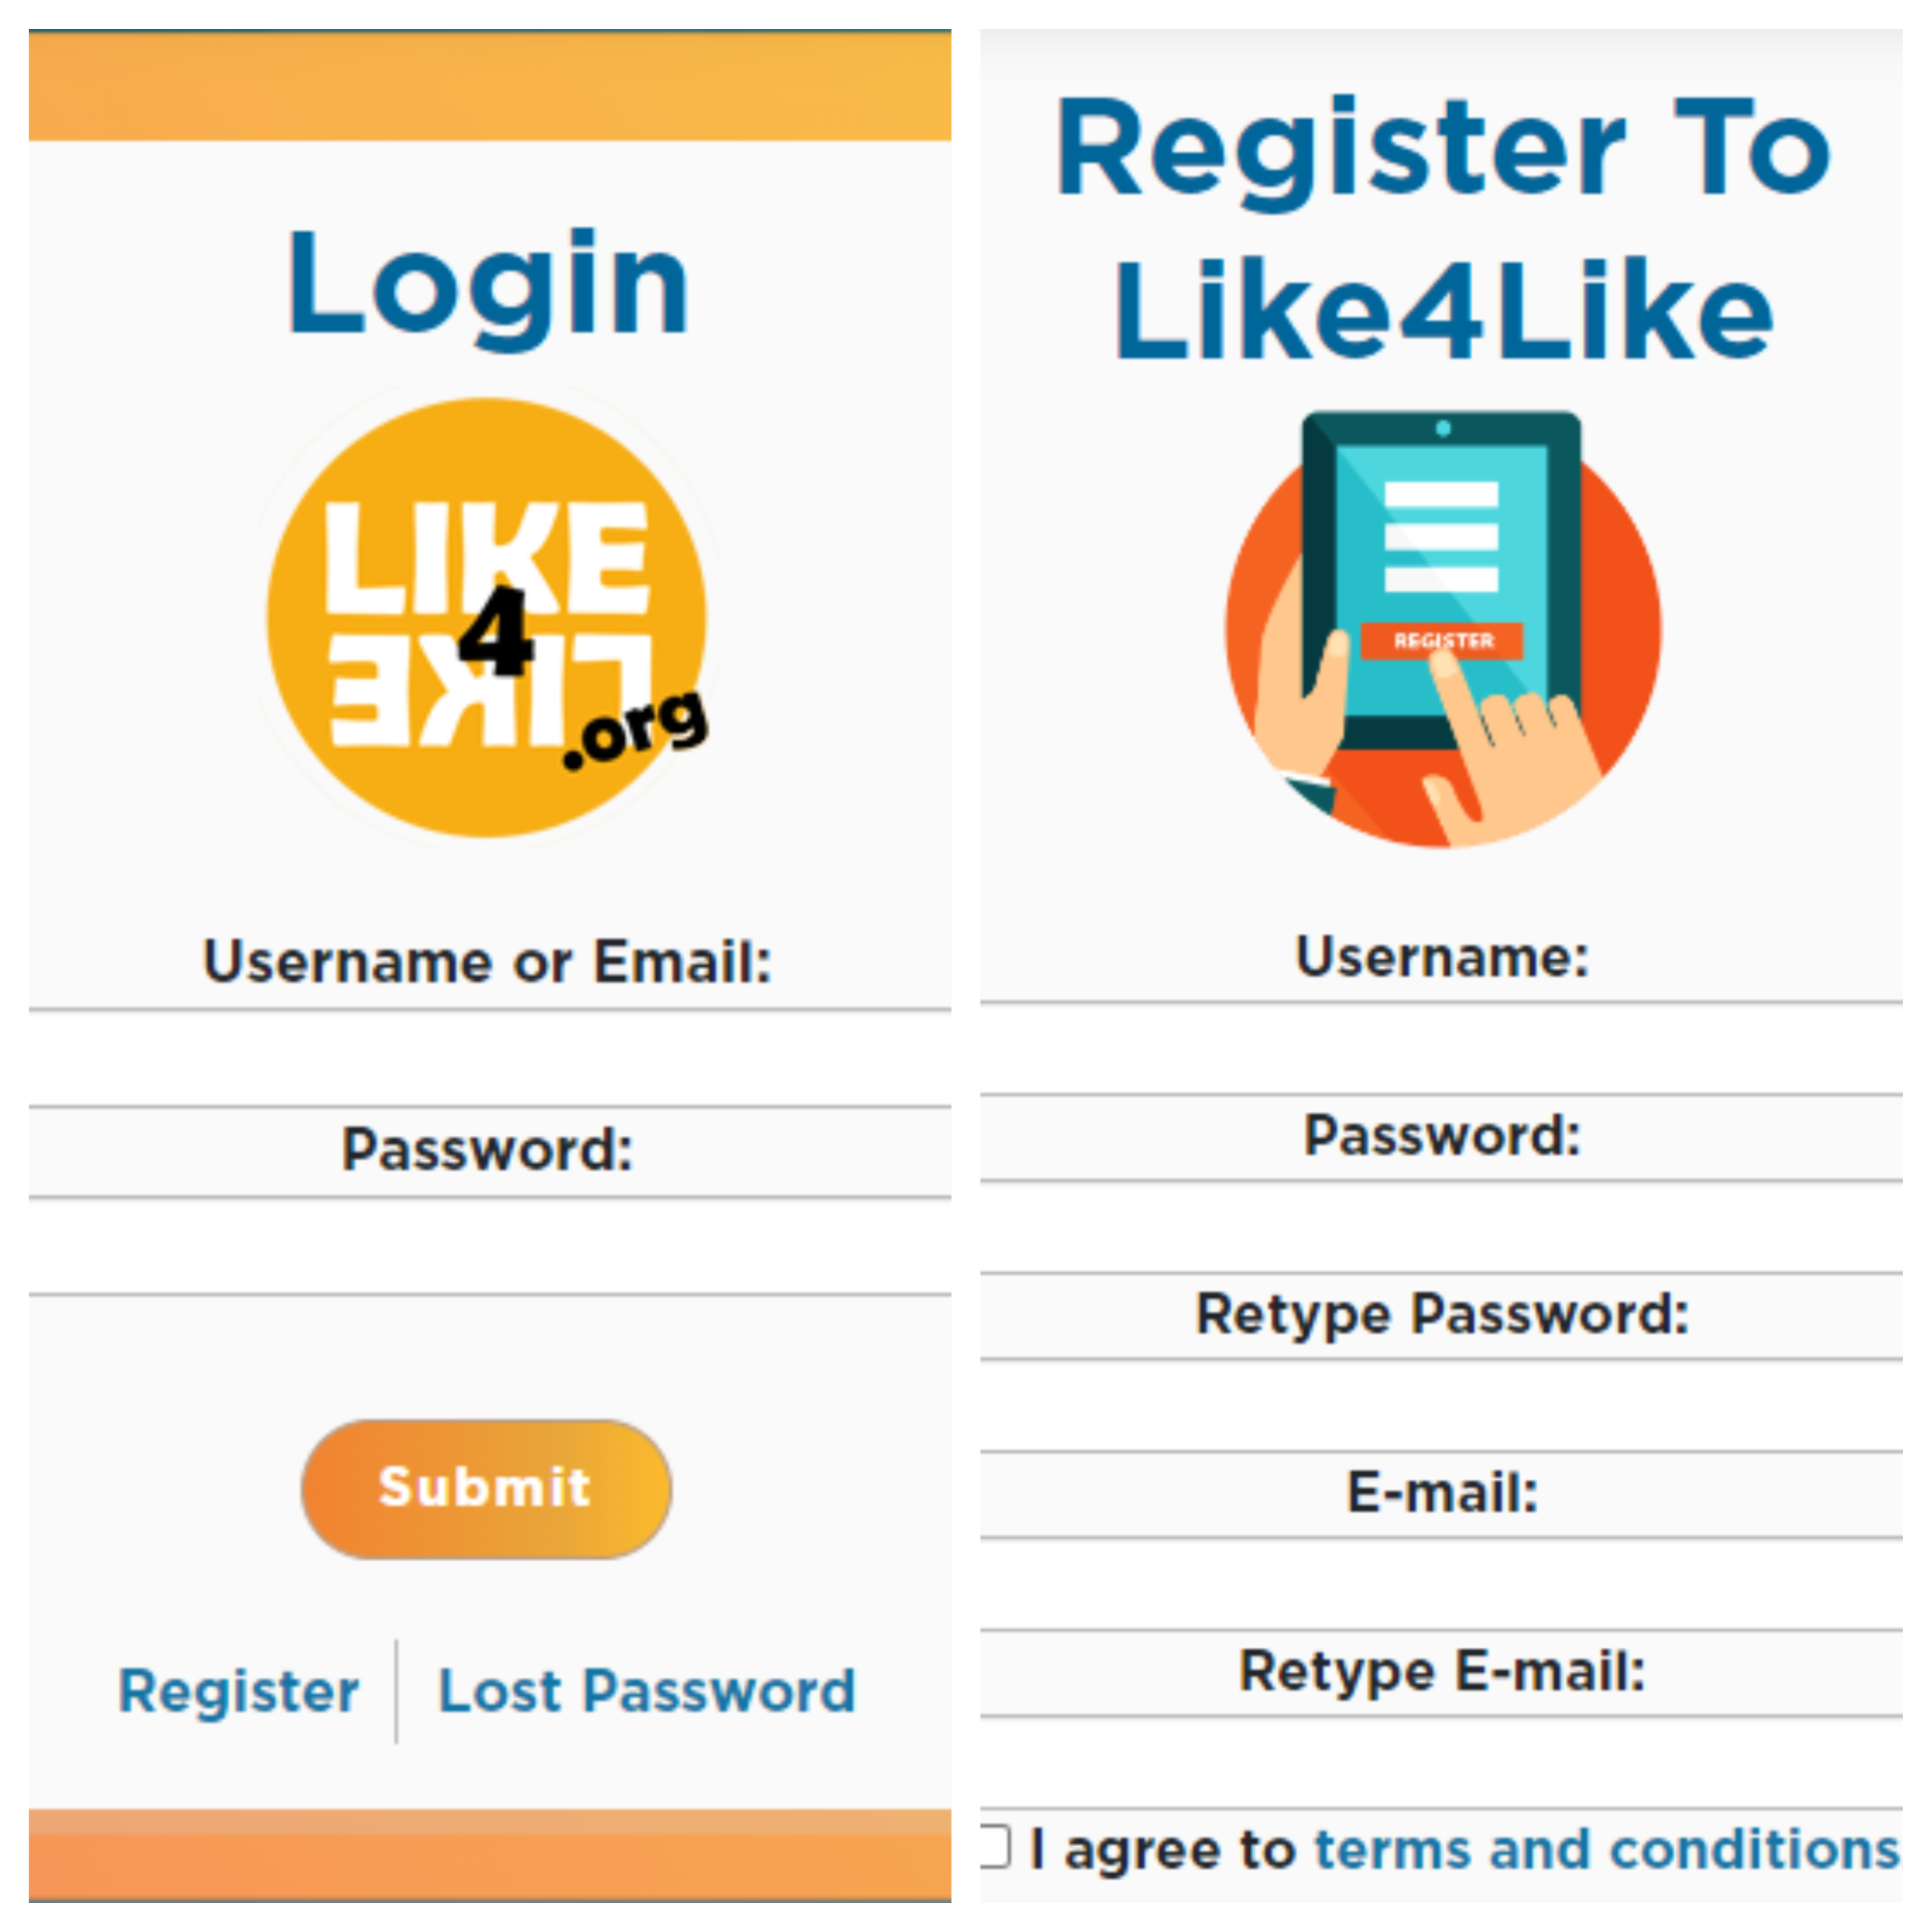 Login
LIKE
4
LIKE
.org
Username or Email:
Password:
Submit
Register
Lost Password
Register To
Like4Like
REGISTER
Username:
Password:
Retype Password:
E-mail:
Retype E-mail:
I agree to terms and conditions